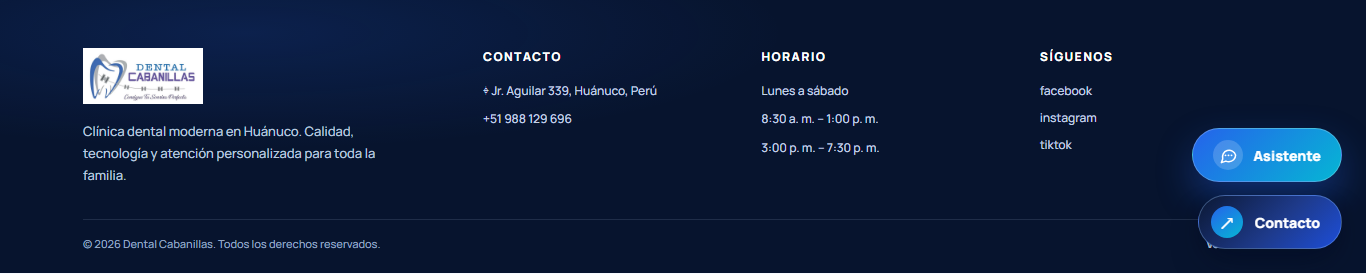 DENTAL
CABANILLAS
Clínica dental moderna en Huánuco. Calidad,
tecnología y atención personalizada para toda la
familia.
CONTACTO
Jr. Aguilar 339, Huánuco, Perú
+51 988 129 696
HORARIO
Lunes a sábado
8:30 a. m. – 1:00 p. m.
3:00 p. m. – 7:30 p. m.
SÍGUENOS
facebook
instagram
tiktok
Asistente
Contacto
© 2026 Dental Cabanillas. Todos los derechos reservados.